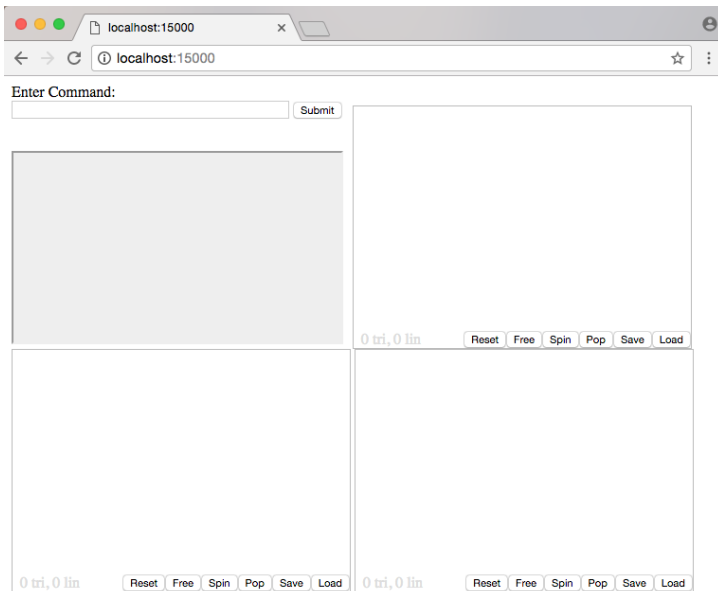 localhost:15000
localhost:15000
Enter Command:
Submit
0 tri, 0 lin Reset Free Spin Pop Save Load
0 tri, 0 lin Reset Free Spin Pop Save Load
0 tri, 0 lin Reset Free Spin Pop Save Load